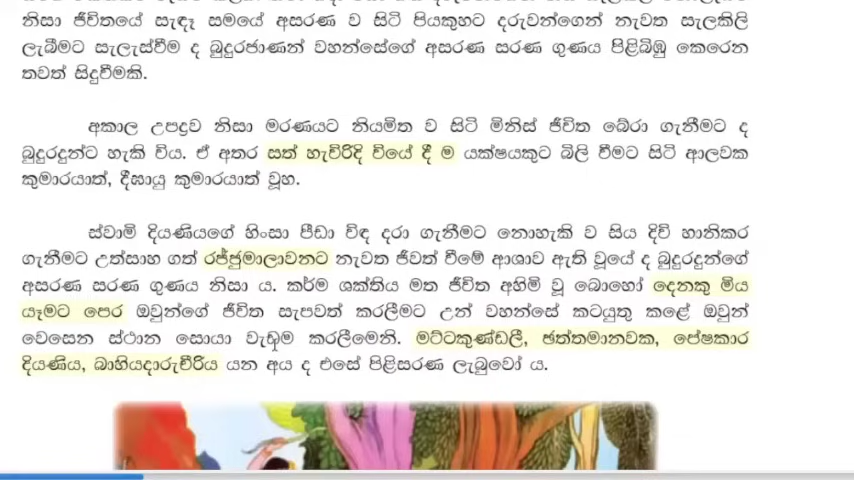 නිසා ජීවිතයේ සැඳෑ සමයේ අසරණ ව සිටි පියකුහට දරුවන්ගෙන් නැවත සැලකිලි
ලැබීමට සැලැස්වීම ද බුදුරජාණන් වහන්සේගේ අසරණ සරණ ගුණය පිළිබිඹු කෙරෙන
තවත් සිදුවීමකි.
අකාල උපද්‍රව නිසා මරණයට නියමිත ව සිටි මිනිස් ජීවිත බේරා ගැනීමට ද
බුදුරදුන්ට හැකි විය. ඒ අතර සත් හැවිරිදි වියේ දී ම යක්ෂයකුට බිලි වීමට සිටි ආලවක
කුමාරයාත්, දීඝායු කුමාරයාත් වූහ.
ස්වාමි දියණියගේ හිංසා පීඩා විඳ දරා ගැනීමට නොහැකි ව සිය දිවි හානිකර
ගැනීමට උත්සාහ ගත් රජ්ජුමාලාවනට නැවත ජීවත් වීමේ ආශාව ඇති වූයේ ද බුදුරදුන්ගේ
අසරණ සරණ ගුණය නිසා ය. කර්ම ශක්තිය මත ජීවිත අහිමි වූ බොහෝ දෙනකු මිය
යෑමට පෙර ඔවුන්ගේ ජීවිත සැපවත් කරලීමට උන් වහන්සේ කටයුතු කළේ ඔවුන්
වෙසෙන ස්ථාන සොයා වැඩම කරලීමෙනි. මට්ටකුණ්ඩලී, ඡත්තමානවක, පේෂකාර
දියණිය, බාහියදාරුචීරිය යන අය ද එසේ පිළිසරණ ලැබුවෝ ය.